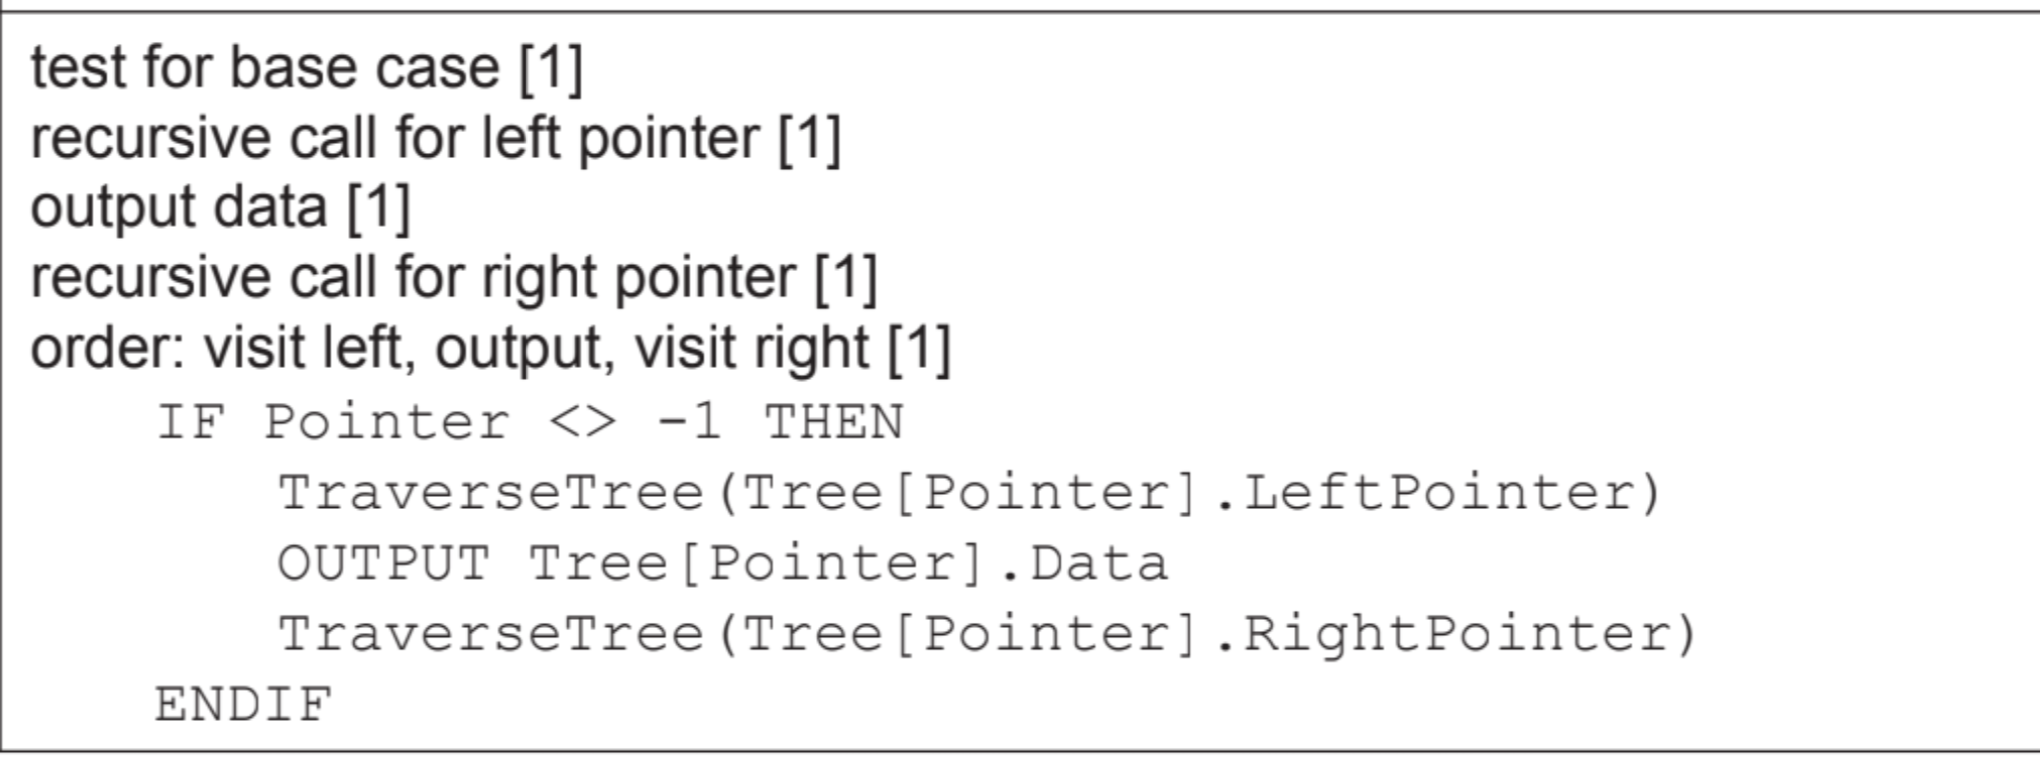 test for base case [1]
recursive call for left pointer [1]
output data [1]
recursive call for right pointer [1]
order: visit left, output, visit right [1]
IF Pointer <> -1 THEN
TraverseTree(Tree[Pointer].LeftPointer)
OUTPUT Tree[Pointer].Data
TraverseTree(Tree[Pointer].RightPointer)
ENDIF